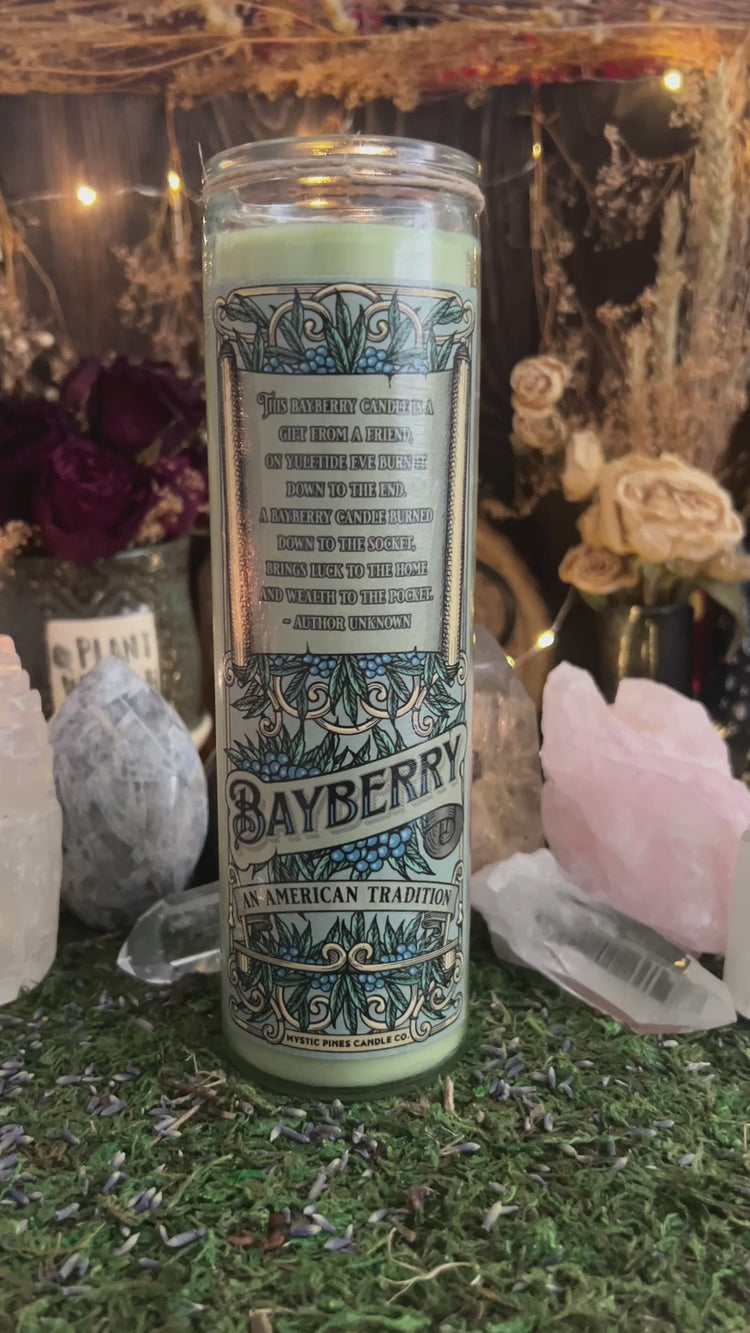 This bayberry candle is a
gift from a friend,
on Yuletide Eve burn it
down to the end.
A bayberry candle burned
down to the socket,
brings luck to the home
and wealth to the pocket.
~ Author Unknown
Bayberry
An American Tradition
Mystic Pines Candle Co.
Plant